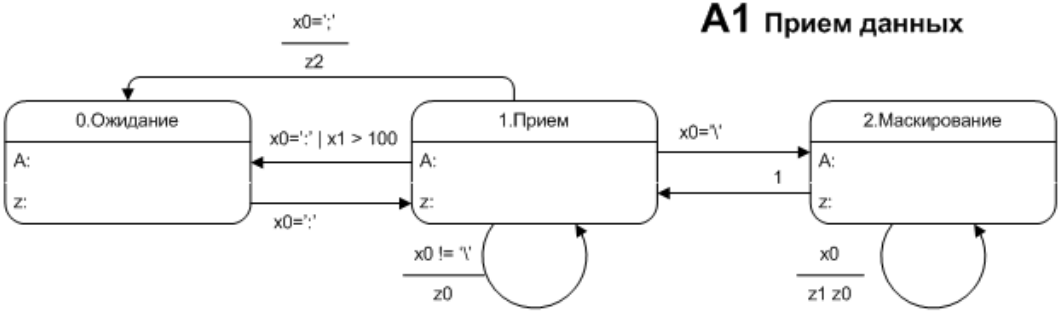 A1 Прием данных
x0=';'
z2
0.Ожидание
A:
z:
x0=':' | x1 > 100
x0=':'
1.Прием
A:
z:
x0 != '\'
z0
x0='\'
1
2.Маскирование
A:
z:
x0
z1 z0